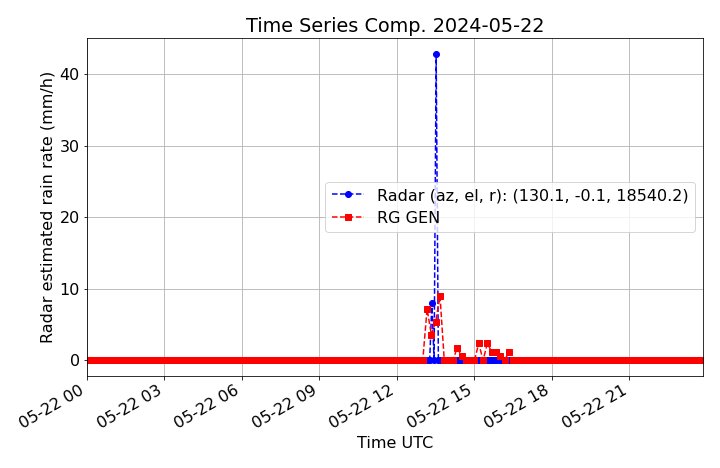 Time Series Comp. 2024-05-22
Radar estimated rain rate (mm/h)
40
30
20
10
0
Radar (az, el, r): (130.1, -0.1, 18540.2)
RG GEN
05-22 00
05-22 03
05-22 06
05-22 09
05-22 12
05-22 15
05-22 18
05-22 21
Time UTC